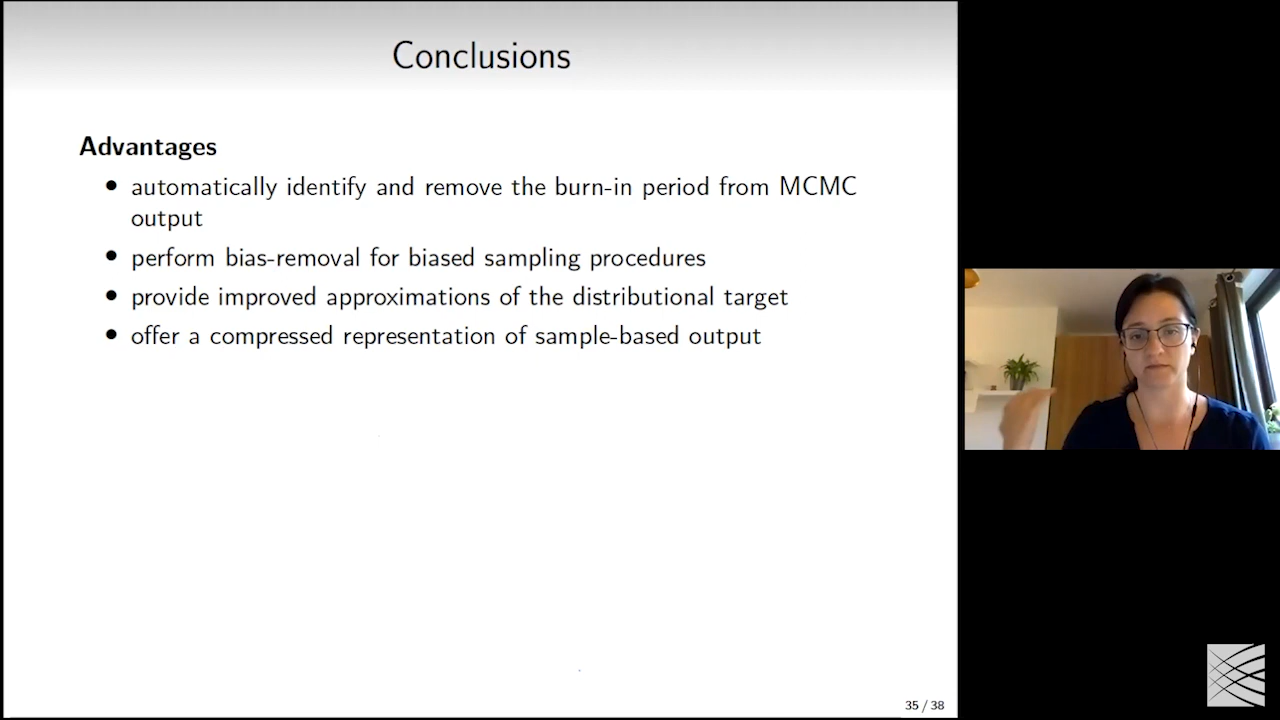 Conclusions
Advantages
• automatically identify and remove the burn-in period from MCMC
output
• perform bias-removal for biased sampling procedures
• provide improved approximations of the distributional target
• offer a compressed representation of sample-based output
35 / 38